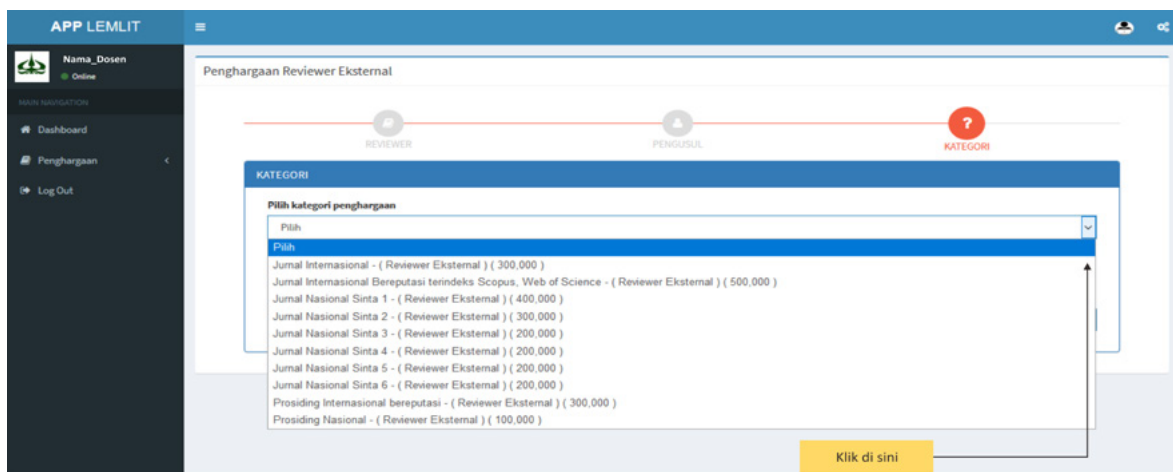 APP LEMLIT
Nama_Dosen
Online
MAIN NAVIGATION
Dashboard
Penghargaan
Log Out
Penghargaan Reviewer Eksternal
REVIEWER
PENGUSUL
?
KATEGORI
KATEGORI
Pilih kategori penghargaan
Pilih
Pilih
Jurnal Internasional - ( Reviewer Eksternal ) ( 300,000 )
Jurnal Internasional Bereputasi terindeks Scopus, Web of Science - ( Reviewer Eksternal ) ( 500,000 )
Jurnal Nasional Sinta 1 - ( Reviewer Eksternal ) ( 400,000 )
Jurnal Nasional Sinta 2 - ( Reviewer Eksternal ) ( 300,000 )
Jurnal Nasional Sinta 3 - ( Reviewer Eksternal ) ( 200,000 )
Jurnal Nasional Sinta 4 - ( Reviewer Eksternal ) ( 200,000 )
Jurnal Nasional Sinta 5 - ( Reviewer Eksternal ) ( 200,000 )
Jurnal Nasional Sinta 6 - ( Reviewer Eksternal ) ( 200,000 )
Prosiding Internasional bereputasi - ( Reviewer Eksternal ) ( 300,000 )
Prosiding Nasional - ( Reviewer Eksternal ) ( 100,000 )
Klik di sini